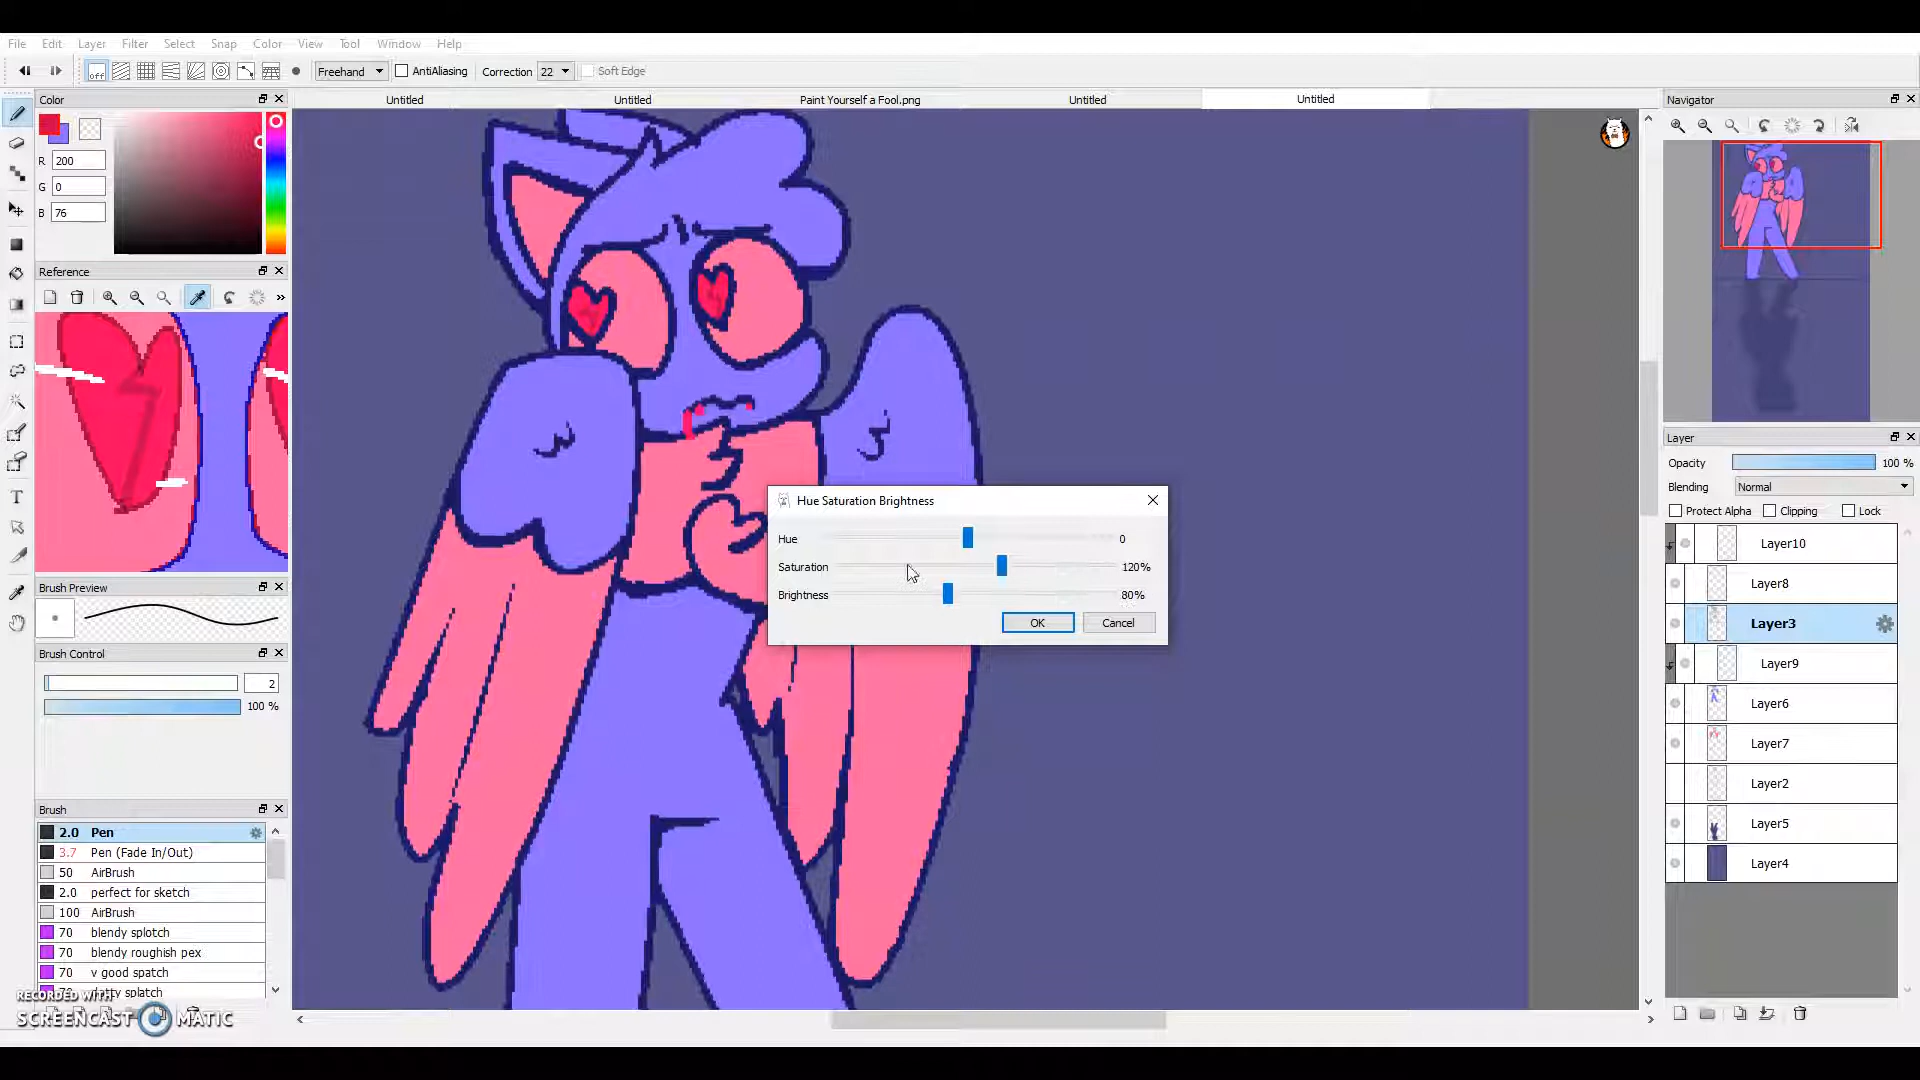 File Edit Layer Filter Select Snap Color View Tool Window Help
off Freehand AntiAliasing Correction 22 Soft Edge
Color
Untitled Untitled Paint Yourself a Fool.png Untitled Untitled
Navigator
R 200
G 0
B 76
Reference
»
Layer
Opacity 100 %
Blending Normal
Protect Alpha Clipping Lock
Hue Saturation Brightness
Hue 0
Saturation 120%
Brightness 80%
OK Cancel
Layer10
Layer8
Layer3
Layer9
Layer6
Layer7
Layer2
Layer5
Layer4
Brush Preview
Brush Control
2
100 %
Brush
2.0 Pen
3.7 Pen (Fade In/Out)
50 AirBrush
2.0 perfect for sketch
100 AirBrush
70 blendy splotch
70 blendy roughish pex
70 v good spatch
RECORDED WITH
SCREENCAST MATIC